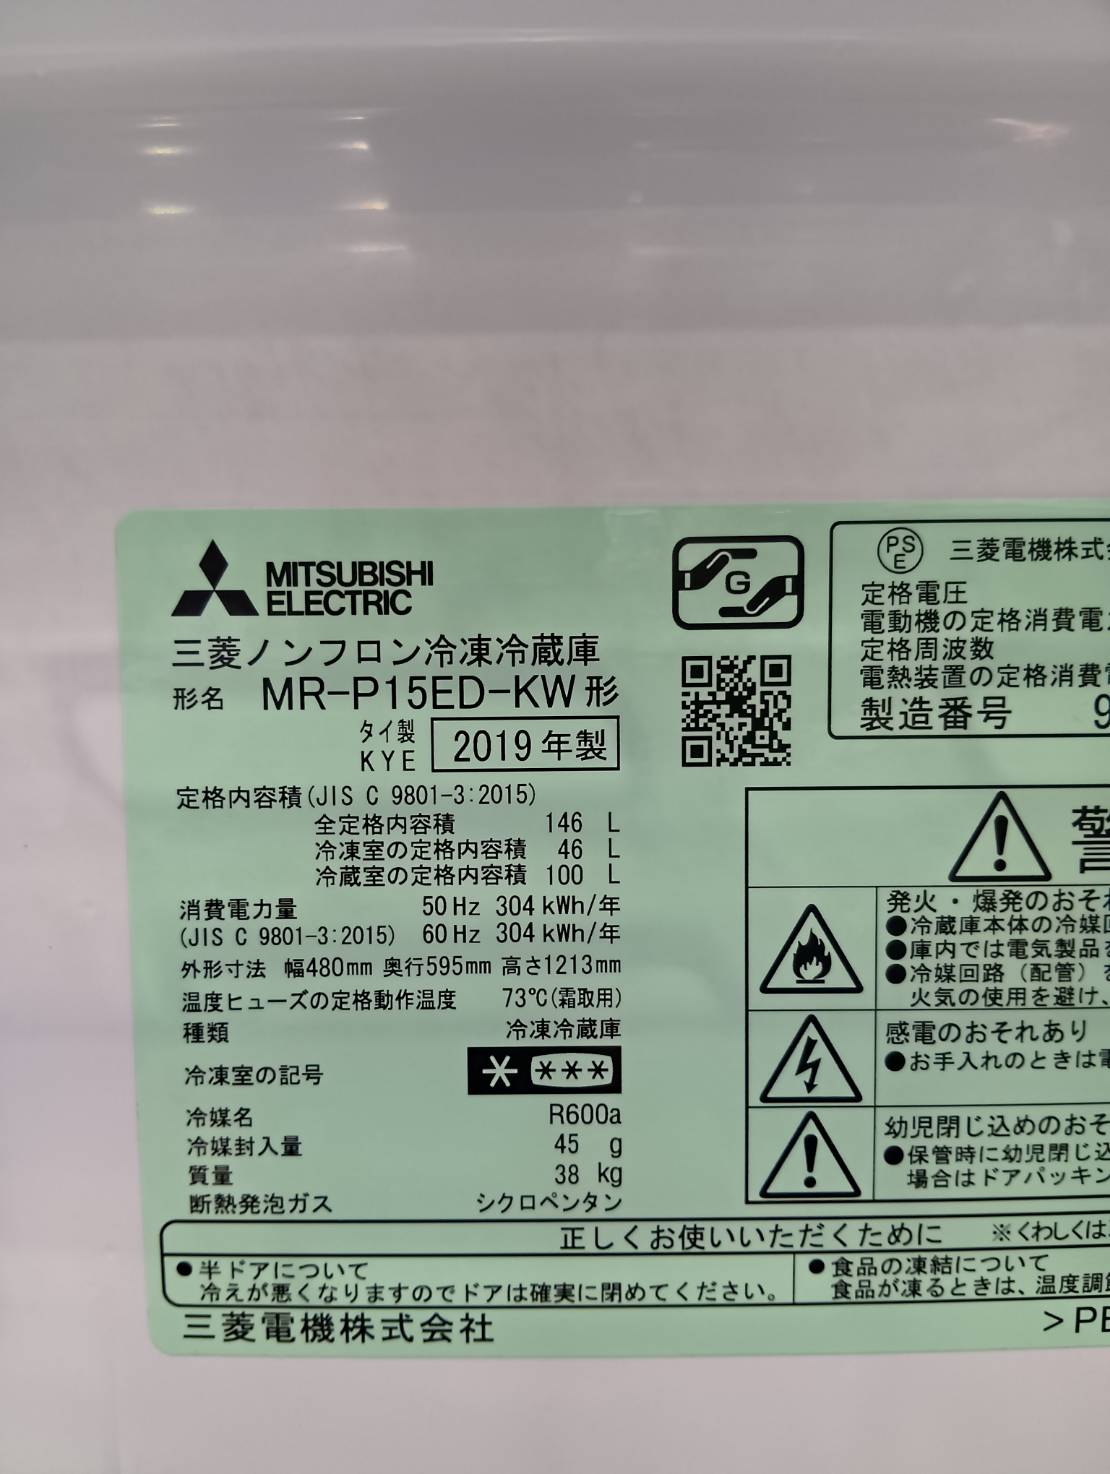 MITSUBISHI
ELECTRIC
三菱ノンフロン冷凍冷蔵庫
形名 MR-P15ED-KW形
タイ製
KYE
2019年製
定格内容積(JIS C 9801-3:2015)
全定格内容積 146 L
冷凍室の定格内容積 46 L
冷蔵室の定格内容積 100 L
消費電力量 50Hz 304kWh/年
(JIS C 9801-3:2015) 60Hz 304kWh/年
外形寸法 幅480mm 奥行595mm 高さ1213mm
温度ヒューズの定格動作温度 73℃(霜取用)
種類 冷凍冷蔵庫
冷凍室の記号 * ***
冷媒名 R600a
冷媒封入量 45 g
質量 38 kg
断熱発泡ガス シクロペンタン
G
PS
E
三菱電機株式
定格電圧
電動機の定格消費電
定格周波数
電熱装置の定格消費
製造番号 9
警
発火・爆発のおそれ
●冷蔵庫本体の冷媒
●庫内では電気製品
●冷媒回路(配管)
火気の使用を避け、
感電のおそれあり
●お手入れのときは
幼児閉じ込めのおそ
●保管時に幼児閉じ込
場合はドアパッキン
正しくお使いいただくために ※くわしくは、
●半ドアについて
冷えが悪くなりますのでドアは確実に閉めてください。
●食品の凍結について
食品が凍るときは、温度調
三菱電機株式会社
>P